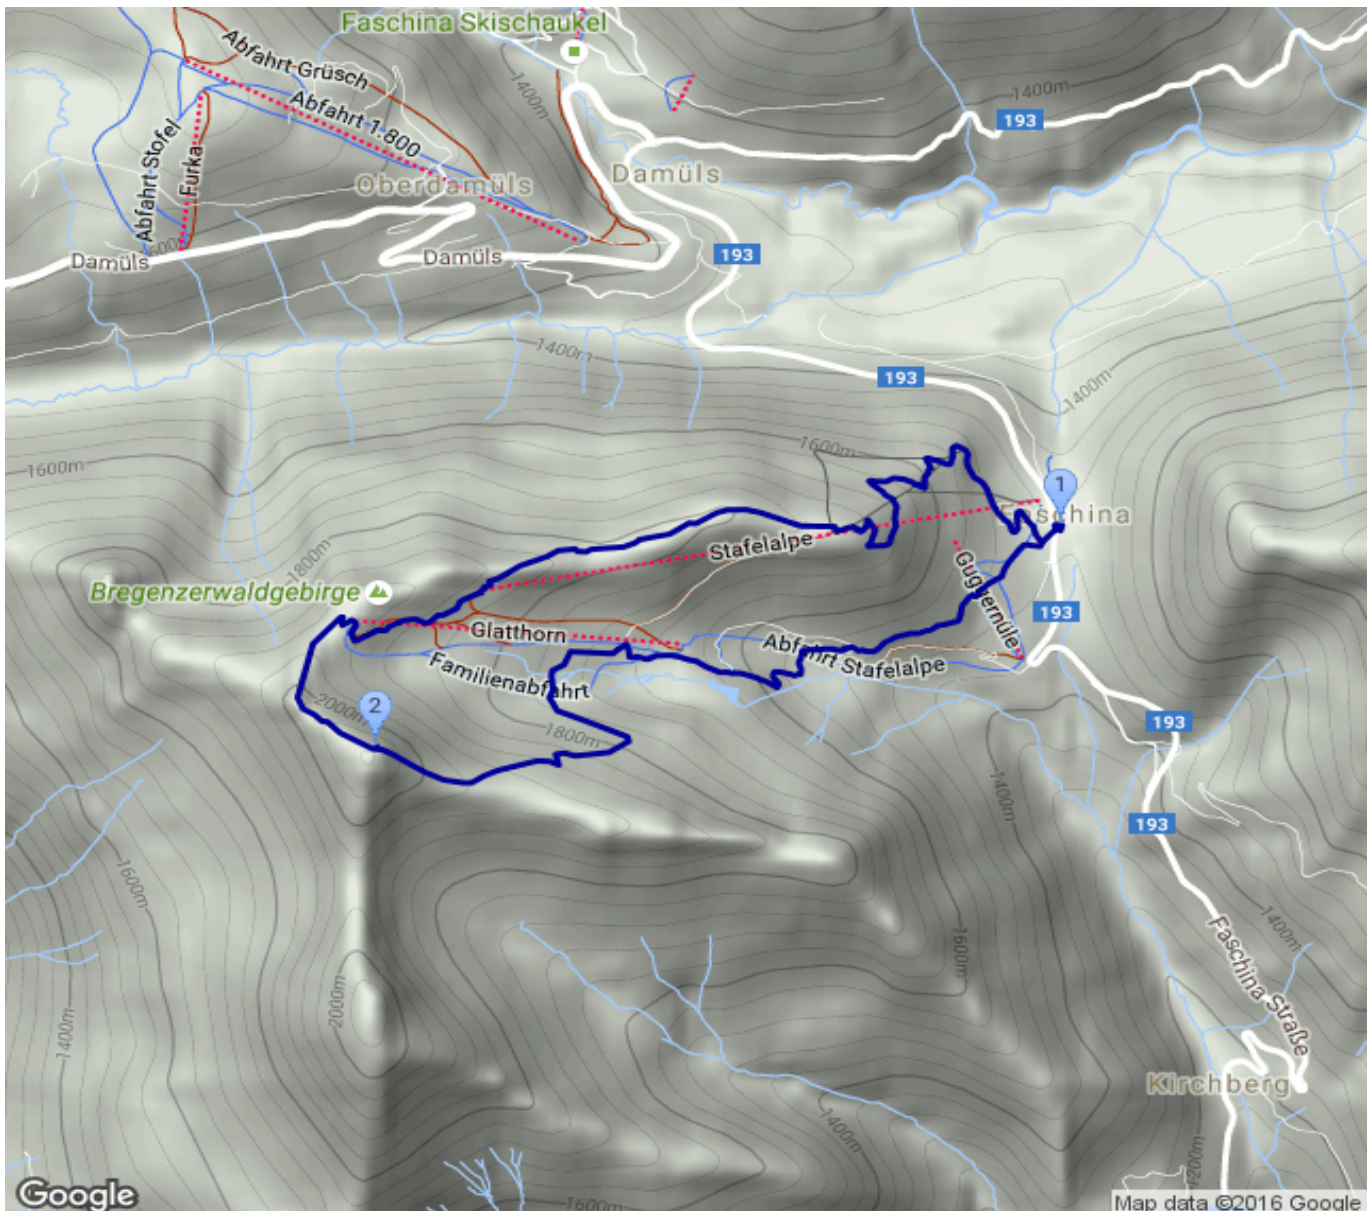 Faschina Skischaukel
Abfahrt Grüsch
Abfahrt 1.800
Abfahrt Stofel
Furka
Oberdamüls
Damüls
Damüls
Damüls
1400m
1400m
193
193
1600m
1400m
193
1400m
1600m
1600m
1
Faschina
Stafelalpe
Guggernülle
1800m
Bregenzerwaldgebirge
Glatthorn
Abfahrt Stafelalpe
Familienabfahrt
193
2000m
2
1800m
193
1400m
193
1600m
1400m
2000m
1600m
1400m
Faschina Straße
Kirchberg
1400m
1200m
1600m
Google
Map data ©2016 Google